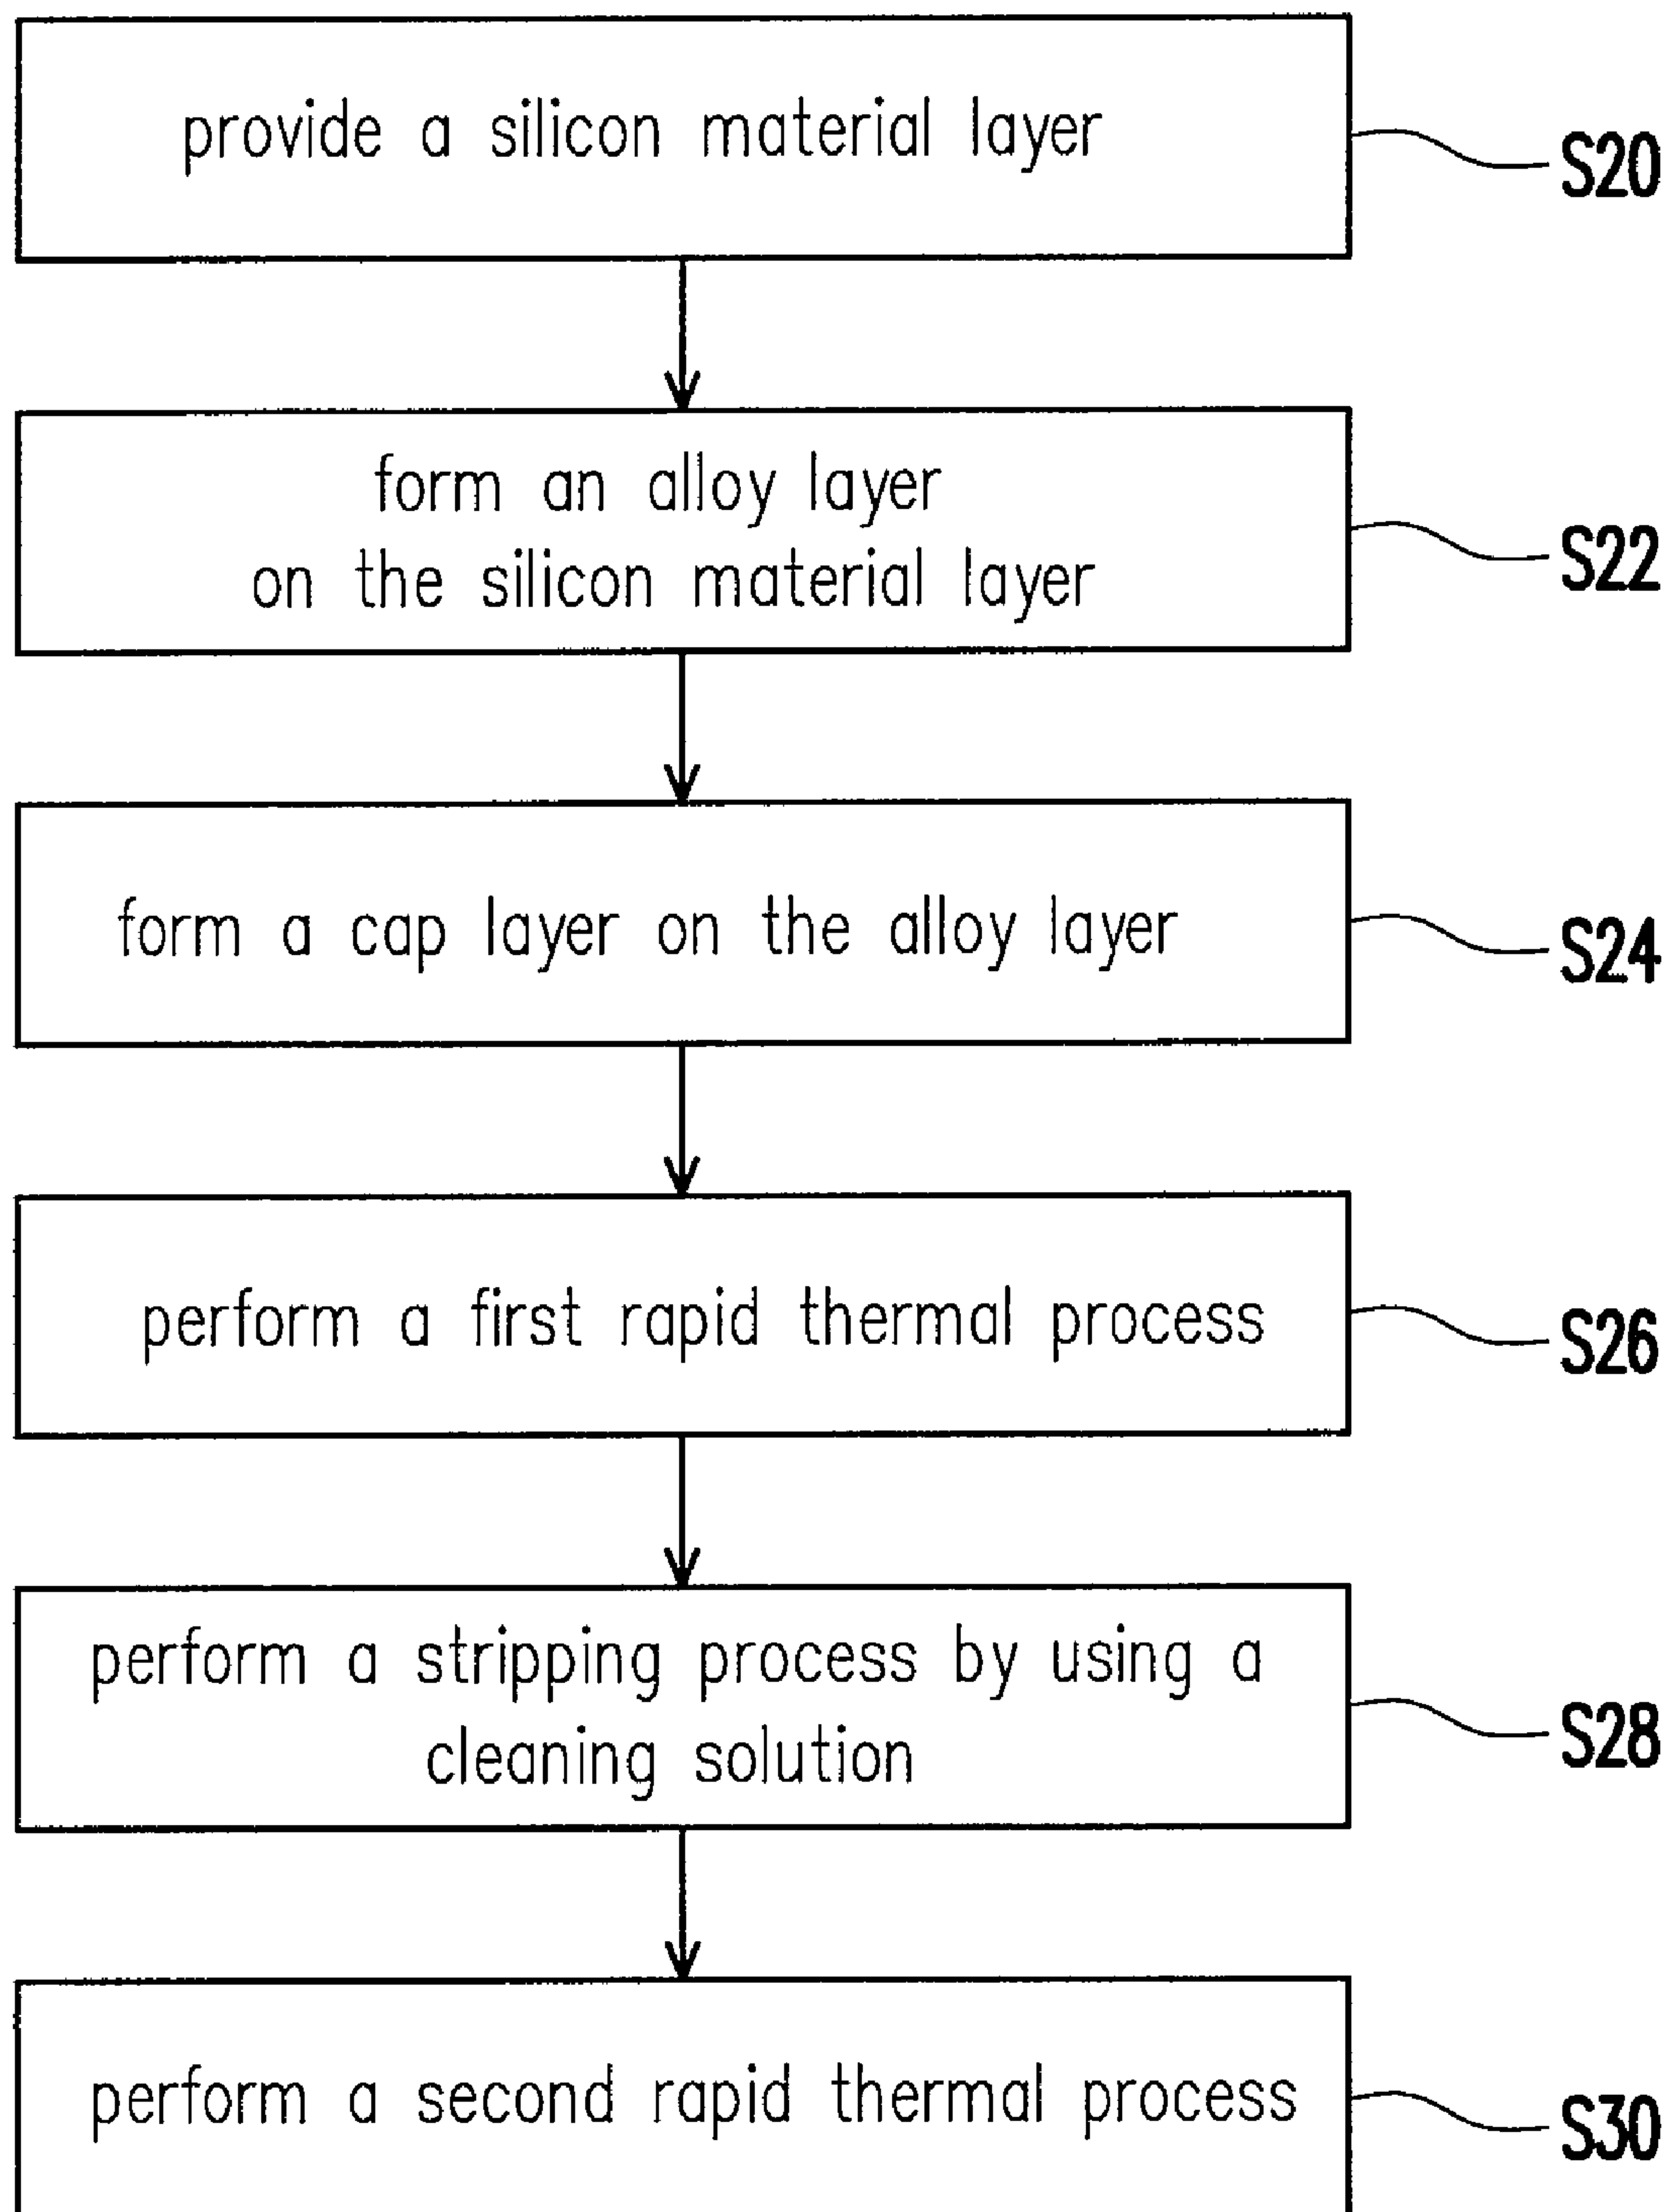 provide a silicon material layer
S20
form an alloy layer
on the silicon material layer
S22
form a cap layer on the alloy layer
S24
perform a first rapid thermal process
S26
perform a stripping process by using a
cleaning solution
S28
perform a second rapid thermal process
S30